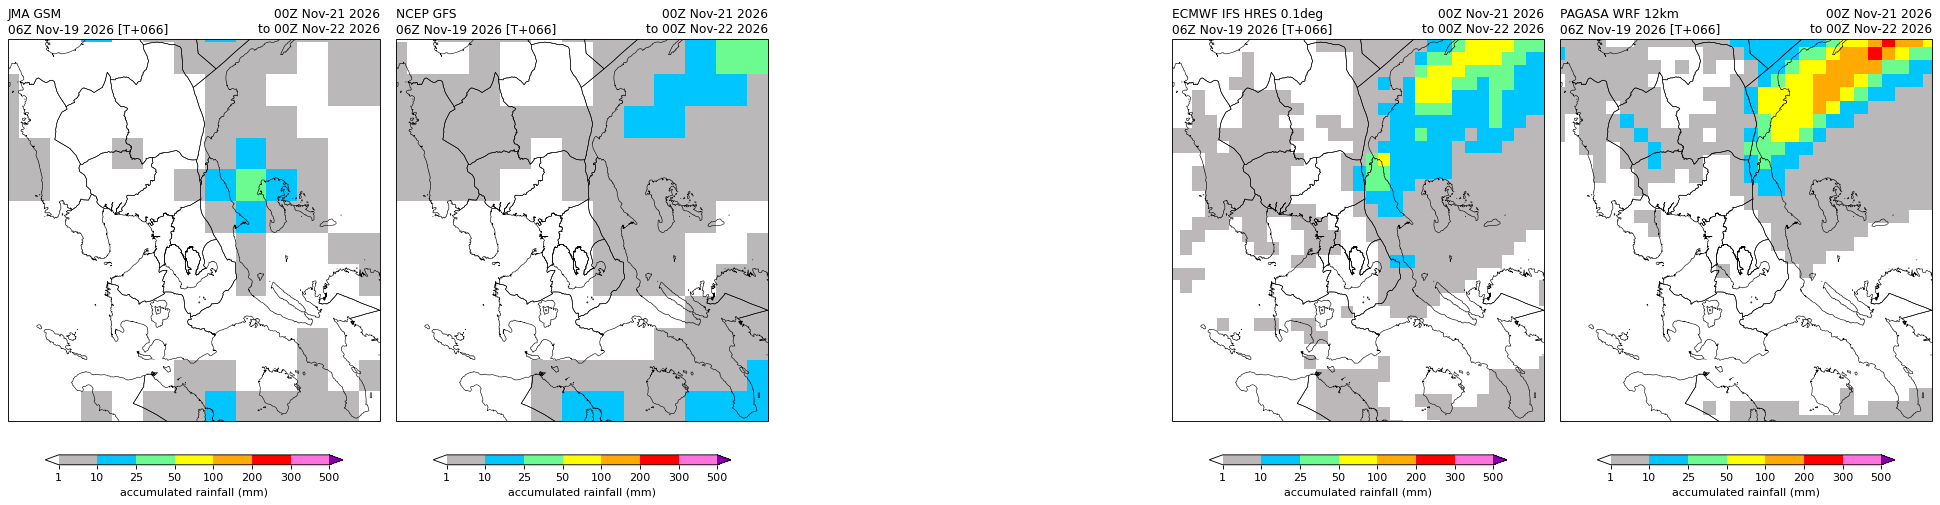 JMA GSM 00Z Nov-21 2026
06Z Nov-19 2026 [T+066] to 00Z Nov-22 2026
1 10 25 50 100 200 300 500
accumulated rainfall (mm)
NCEP GFS 00Z Nov-21 2026
06Z Nov-19 2026 [T+066] to 00Z Nov-22 2026
1 10 25 50 100 200 300 500
accumulated rainfall (mm)
ECMWF IFS HRES 0.1deg 00Z Nov-21 2026
06Z Nov-19 2026 [T+066] to 00Z Nov-22 2026
1 10 25 50 100 200 300 500
accumulated rainfall (mm)
PAGASA WRF 12km 00Z Nov-21 2026
06Z Nov-19 2026 [T+066] to 00Z Nov-22 2026
1 10 25 50 100 200 300 500
accumulated rainfall (mm)